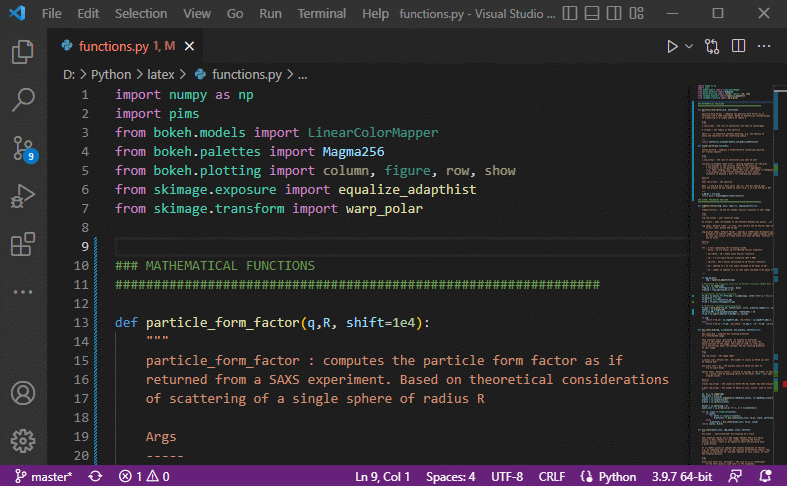 File Edit Selection View Go Run Terminal Help functions.py - Visual Studio ...
functions.py 1, M
D: > Python > latex > functions.py > ...
1 import numpy as np
2 import pims
3 from bokeh.models import LinearColorMapper
4 from bokeh.palettes import Magma256
5 from bokeh.plotting import column, figure, row, show
6 from skimage.exposure import equalize_adapthist
7 from skimage.transform import warp_polar
8
9
10 ### MATHEMATICAL FUNCTIONS
11 ###############################################################
12
13 def particle_form_factor(q,R, shift=1e4):
14 """
15 particle_form_factor : computes the particle form factor as if
16 returned from a SAXS experiment. Based on theoretical considerations
17 of scattering of a single sphere of radius R
18
19 Args
20 -----
9
master* 1 0 Ln 9, Col 1 Spaces: 4 UTF-8 CRLF Python 3.9.7 64-bit